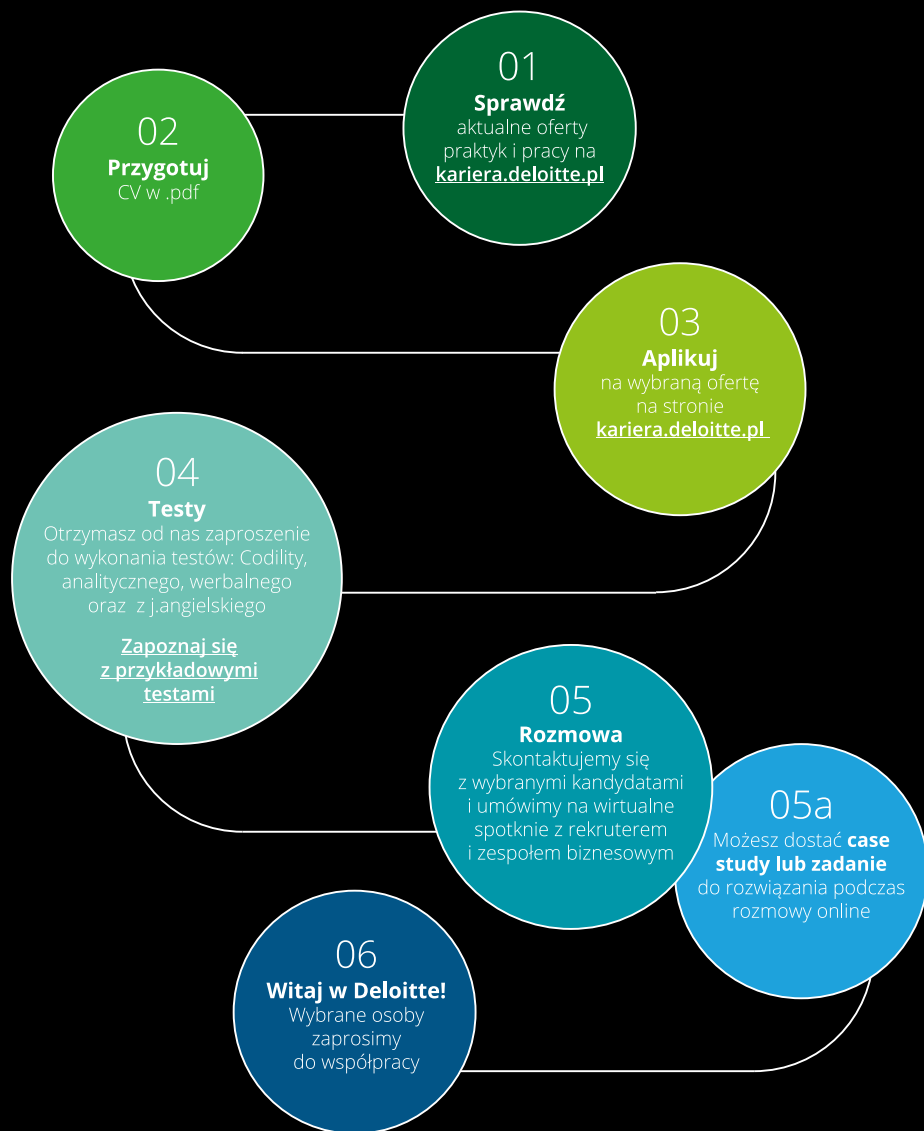 01
Sprawdź
aktualne oferty
praktyk i pracy na
kariera.deloitte.pl
02
Przygotuj
CV w .pdf
03
Aplikuj
na wybraną ofertę
na stronie
kariera.deloitte.pl
04
Testy
Otrzymasz od nas zaproszenie
do wykonania testów: Codility,
analitycznego, werbalnego
oraz z j.angielskiego
Zapoznaj się
z przykładowymi
testami
05
Rozmowa
Skontaktujemy się
z wybranymi kandydatami
i umówimy na wirtualne
spotknie z rekruterem
i zespołem biznesowym
05a
Możesz dostać case
study lub zadanie
do rozwiązania podczas
rozmowy online
06
Witaj w Deloitte!
Wybrane osoby
zaprosimy
do współpracy